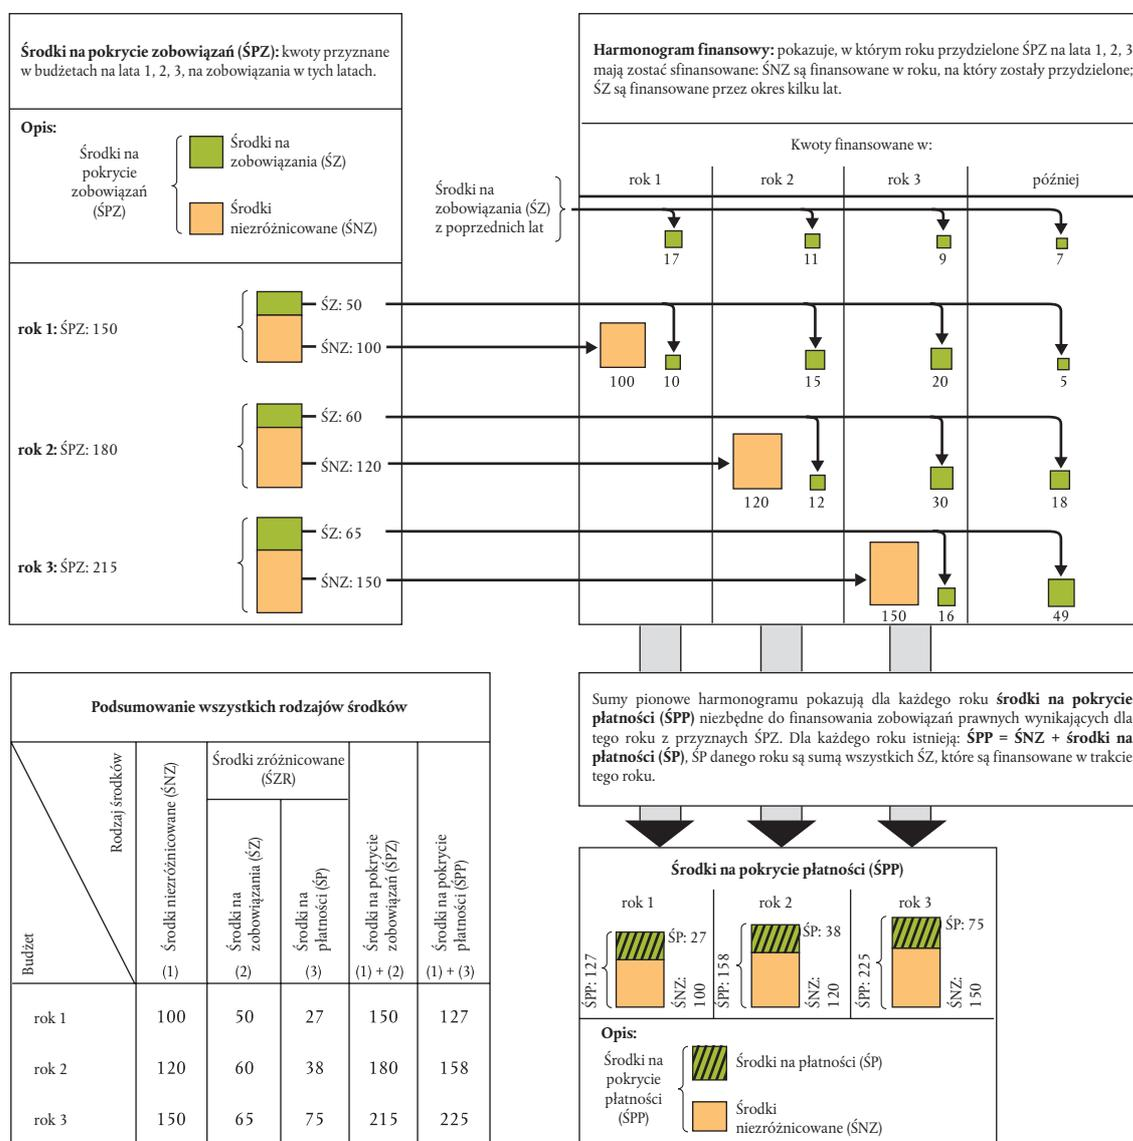 Środki na pokrycie zobowiązań (ŚPZ): kwoty przyznane
w budżetach na lata 1, 2, 3, na zobowiązania w tych latach.
Opis:
Środki na
pokrycie
zobowiązań
(ŚPZ)
Środki na
zobowiązania (ŚZ)
Środki
niezróżnicowane (ŚNZ)
rok 1: ŚPZ: 150
ŚZ: 50
ŚNZ: 100
rok 2: ŚPZ: 180
ŚZ: 60
ŚNZ: 120
rok 3: ŚPZ: 215
ŚZ: 65
ŚNZ: 150
Harmonogram finansowy: pokazuje, w którym roku przydzielone ŚPZ na lata 1, 2, 3
mają zostać sfinansowane: ŚNZ są finansowane w roku, na który zostały przydzielone;
ŚZ są finansowane przez okres kilku lat.
Kwoty finansowane w:
rok 1 rok 2 rok 3 później
Środki na
zobowiązania (ŚZ)
z poprzednich lat
17 11 9 7
100 10 15 20 5
120 12 30 18
150 16 49
Sumy pionowe harmonogramu pokazują dla każdego roku środki na pokrycie
płatności (ŚPP) niezbędne do finansowania zobowiązań prawnych wynikających dla
tego roku z przyznych ŚPZ. Dla każdego roku istnieją: ŚPP = ŚNZ + środki na
płatności (ŚP), ŚP danego roku są sumą wszystkich ŚZ, które są finansowane w trakcie
tego roku.
Podsumowanie wszystkich rodzajów środków
Rodzaj środków
Budżet
Środki niezróżnicowane (ŚNZ)
(1)
Środki zróżnicowane
(ŚZR)
Środki na
zobowiązania (ŚZ)
(2)
Środki na
płatności (ŚP)
(3)
Środki na pokrycie
zobowiązań (ŚPZ)
(1) + (2)
Środki na pokrycie
płatności (ŚPP)
(1) + (3)
rok 1 100 50 27 150 127
rok 2 120 60 38 180 158
rok 3 150 65 75 215 225
Środki na pokrycie płatności (ŚPP)
rok 1
ŚPP: 127
ŚP: 27
ŚNZ:
100
rok 2
ŚPP: 158
ŚP: 38
ŚNZ:
120
rok 3
ŚPP: 225
ŚP: 75
ŚNZ:
150
Opis:
Środki na
pokrycie
płatności
(ŚPP)
Środki na płatności (ŚP)
Środki
niezróżnicowane (ŚNZ)